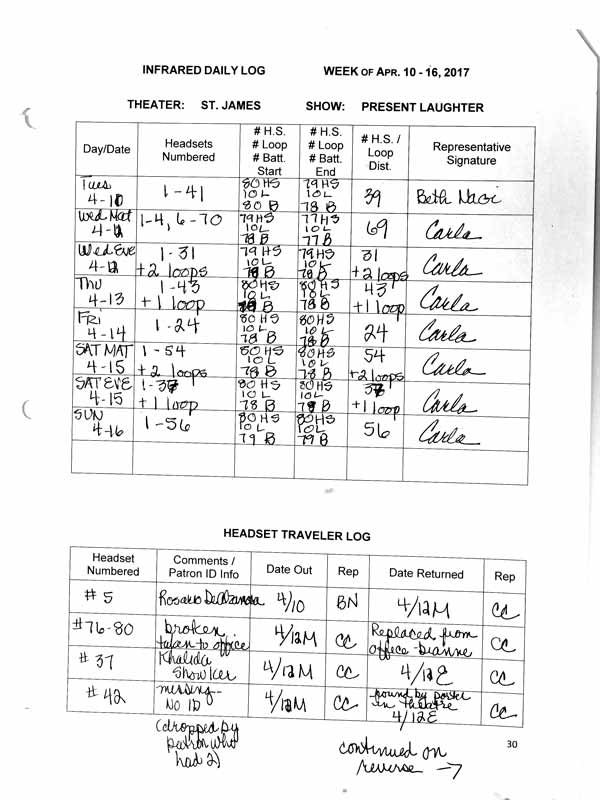 INFRARED DAILY LOG WEEK OF APR. 10 - 16, 2017
THEATER: ST. JAMES SHOW: PRESENT LAUGHTER
Day/Date Headsets Numbered # H.S. # Loop # Batt. Start # H.S. # Loop # Batt. End # H.S. / Loop Dist. Representative Signature
Tues 4-10 1-41 80 HS 10 L 80 B 79 HS 10 L 78 B 39 Beth
Wed Mat 4-12 1-4, 6-70 79 HS 10 L 78 B 77 HS 10 L 77 B 69 Carla
Wed Eve 4-12 1-31 +2 loops 79 HS 10 L 78 B 79 HS 10 L 78 B 31 +2 loops Carla
Thu 4-13 1-43 +1 loop 80 HS 10 L 78 B 80 HS 10 L 78 B 43 +1 loop Carla
FRI 4-14 1-24 80 HS 10 L 78 B 80 HS 10 L 78 B 24 Carla
SAT MAT 4-15 1-54 +2 loops 80 HS 10 L 78 B 80 HS 10 L 78 B 54 +2 loops Carla
SAT EVE 4-15 1-37 +1 loop 80 HS 10 L 78 B 80 HS 10 L 78 B 37 +1 loop Carla
SUN 4-16 1-56 80 HS 10 L 79 B 80 HS 10 L 79 B 56 Carla
HEADSET TRAVELER LOG
Headset Numbered Comments / Patron ID Info Date Out Rep Date Returned Rep
#5 Rosario 4/10 BN 4/12M CC
#76-80 broken taken to office 4/12M CC Replaced from office - Dianne CC
#37 Khalida Showker 4/12M CC 4/12E CC
#42 missing-- NO ID 4/12M CC found by porter in theatre 4/12E CC
(dropped by
patron who
had 2)
continued on
reverse →
30